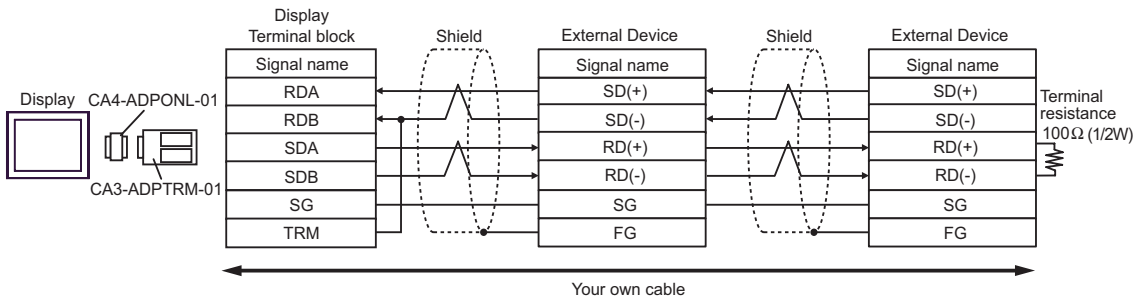 Display
CA4-ADPONL-01
CA3-ADPTRM-01
Display
Terminal block
Signal name
RDA
RDB
SDA
SDB
SG
TRM
Shield
External Device
Signal name
SD(+)
SD(-)
RD(+)
RD(-)
SG
FG
Shield
External Device
Signal name
SD(+)
SD(-)
RD(+)
RD(-)
SG
FG
Terminal
resistance
100Ω (1/2W)
Your own cable